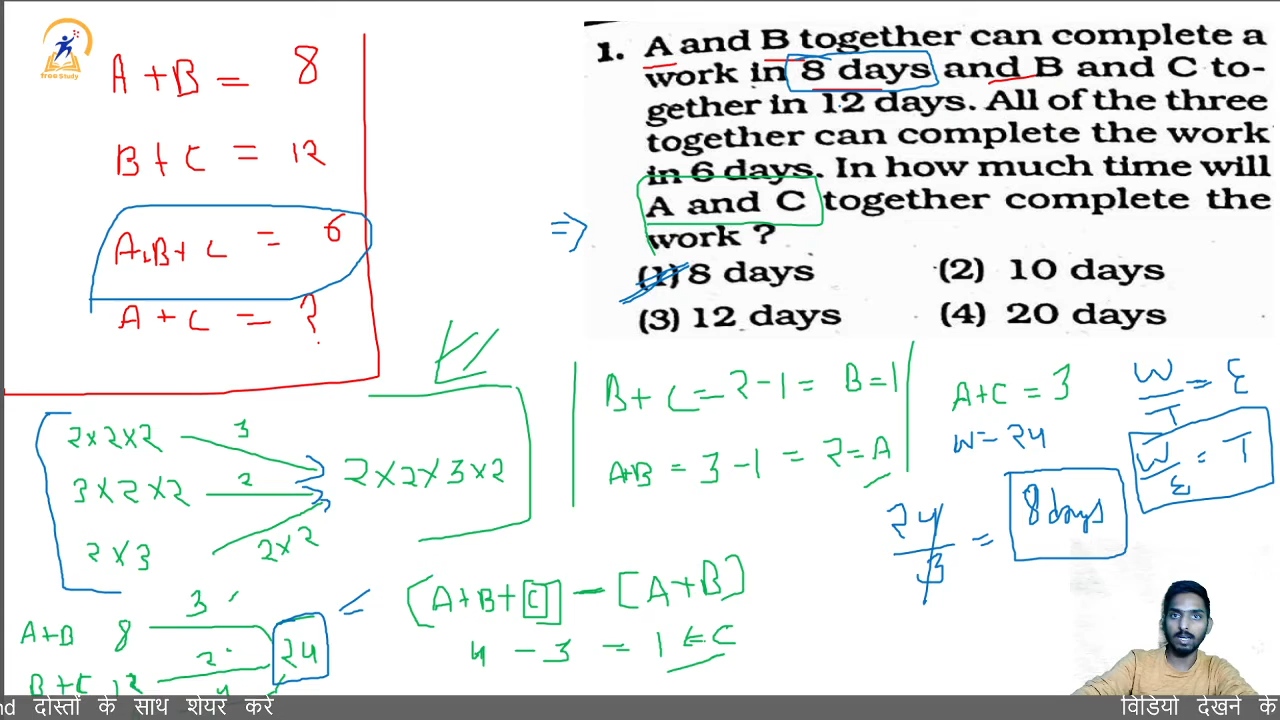 free Study
A+B = 8
B+C = 12
A+B+C = 6
A+C = ?
1. A and B together can complete a
work in 8 days and B and C to-
gether in 12 days. All of the three
together can complete the work
in 6 days. In how much time will
A and C together complete the
work ?
(1) 8 days (2) 10 days
(3) 12 days (4) 20 days
2×2×2 3
3×2×2 2
2×3 2×2
2×2×3×2
B+C = 2-1 = B=1
A+B = 3-1 = 2=A
A+C = 3
W= 24
24/3 = 8 days
W/T = E
W/E = T
[A+B+C] - [A+B]
4 - 3 = 1 ⇐ C
A+B 8 3
B+C 12 2 24
4
nd दोस्तों के साथ शेयर करें विडियो देखने के